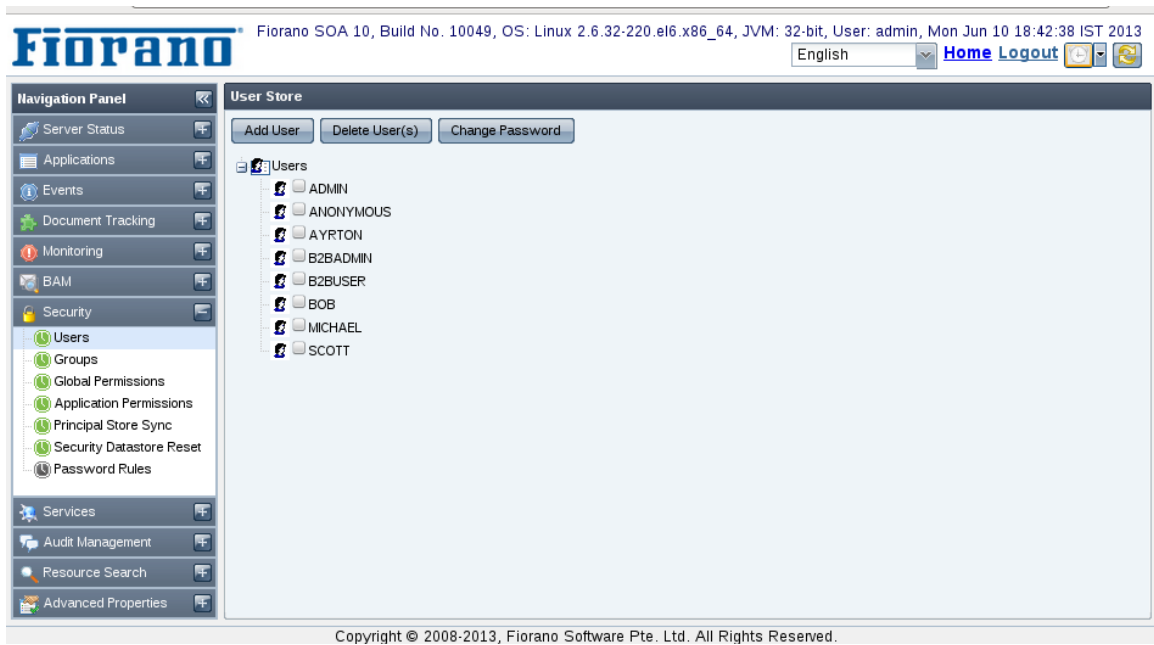 Fiorano
Fiorano SOA 10, Build No. 10049, OS: Linux 2.6.32-220.el6.x86_64, JVM: 32-bit, User: admin, Mon Jun 10 18:42:38 IST 2013
English
Home Logout
Navigation Panel
Server Status
Applications
Events
Document Tracking
Monitoring
BAM
Security
Users
Groups
Global Permissions
Application Permissions
Principal Store Sync
Security Datastore Reset
Password Rules
Services
Audit Management
Resource Search
Advanced Properties
User Store
Add User Delete User(s) Change Password
Users
ADMIN
ANONYMOUS
AYRTON
B2BADMIN
B2BUSER
BOB
MICHAEL
SCOTT
Copyright © 2008-2013, Fiorano Software Pte. Ltd. All Rights Reserved.